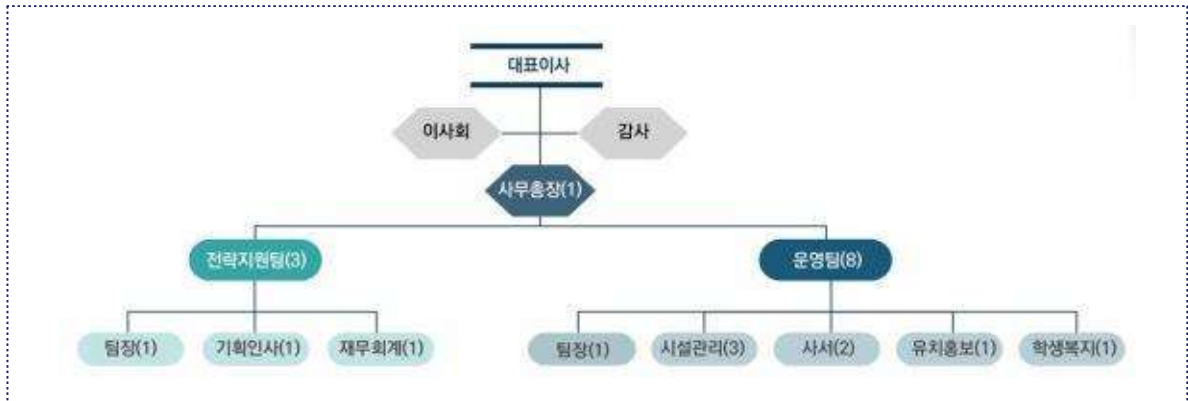 대표이사
이사회
감사
사무총장(1)
전략지원팀(3)
운영팀(8)
팀장(1)
기획인사(1)
재무회계(1)
팀장(1)
시설관리(3)
사서(2)
유치홍보(1)
학생복지(1)